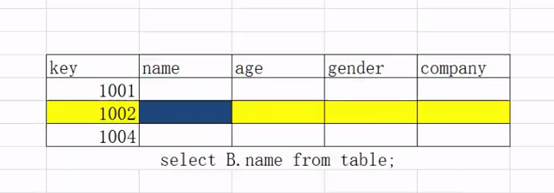 key name age gender company
1001
1002
1004
select B.name from table;